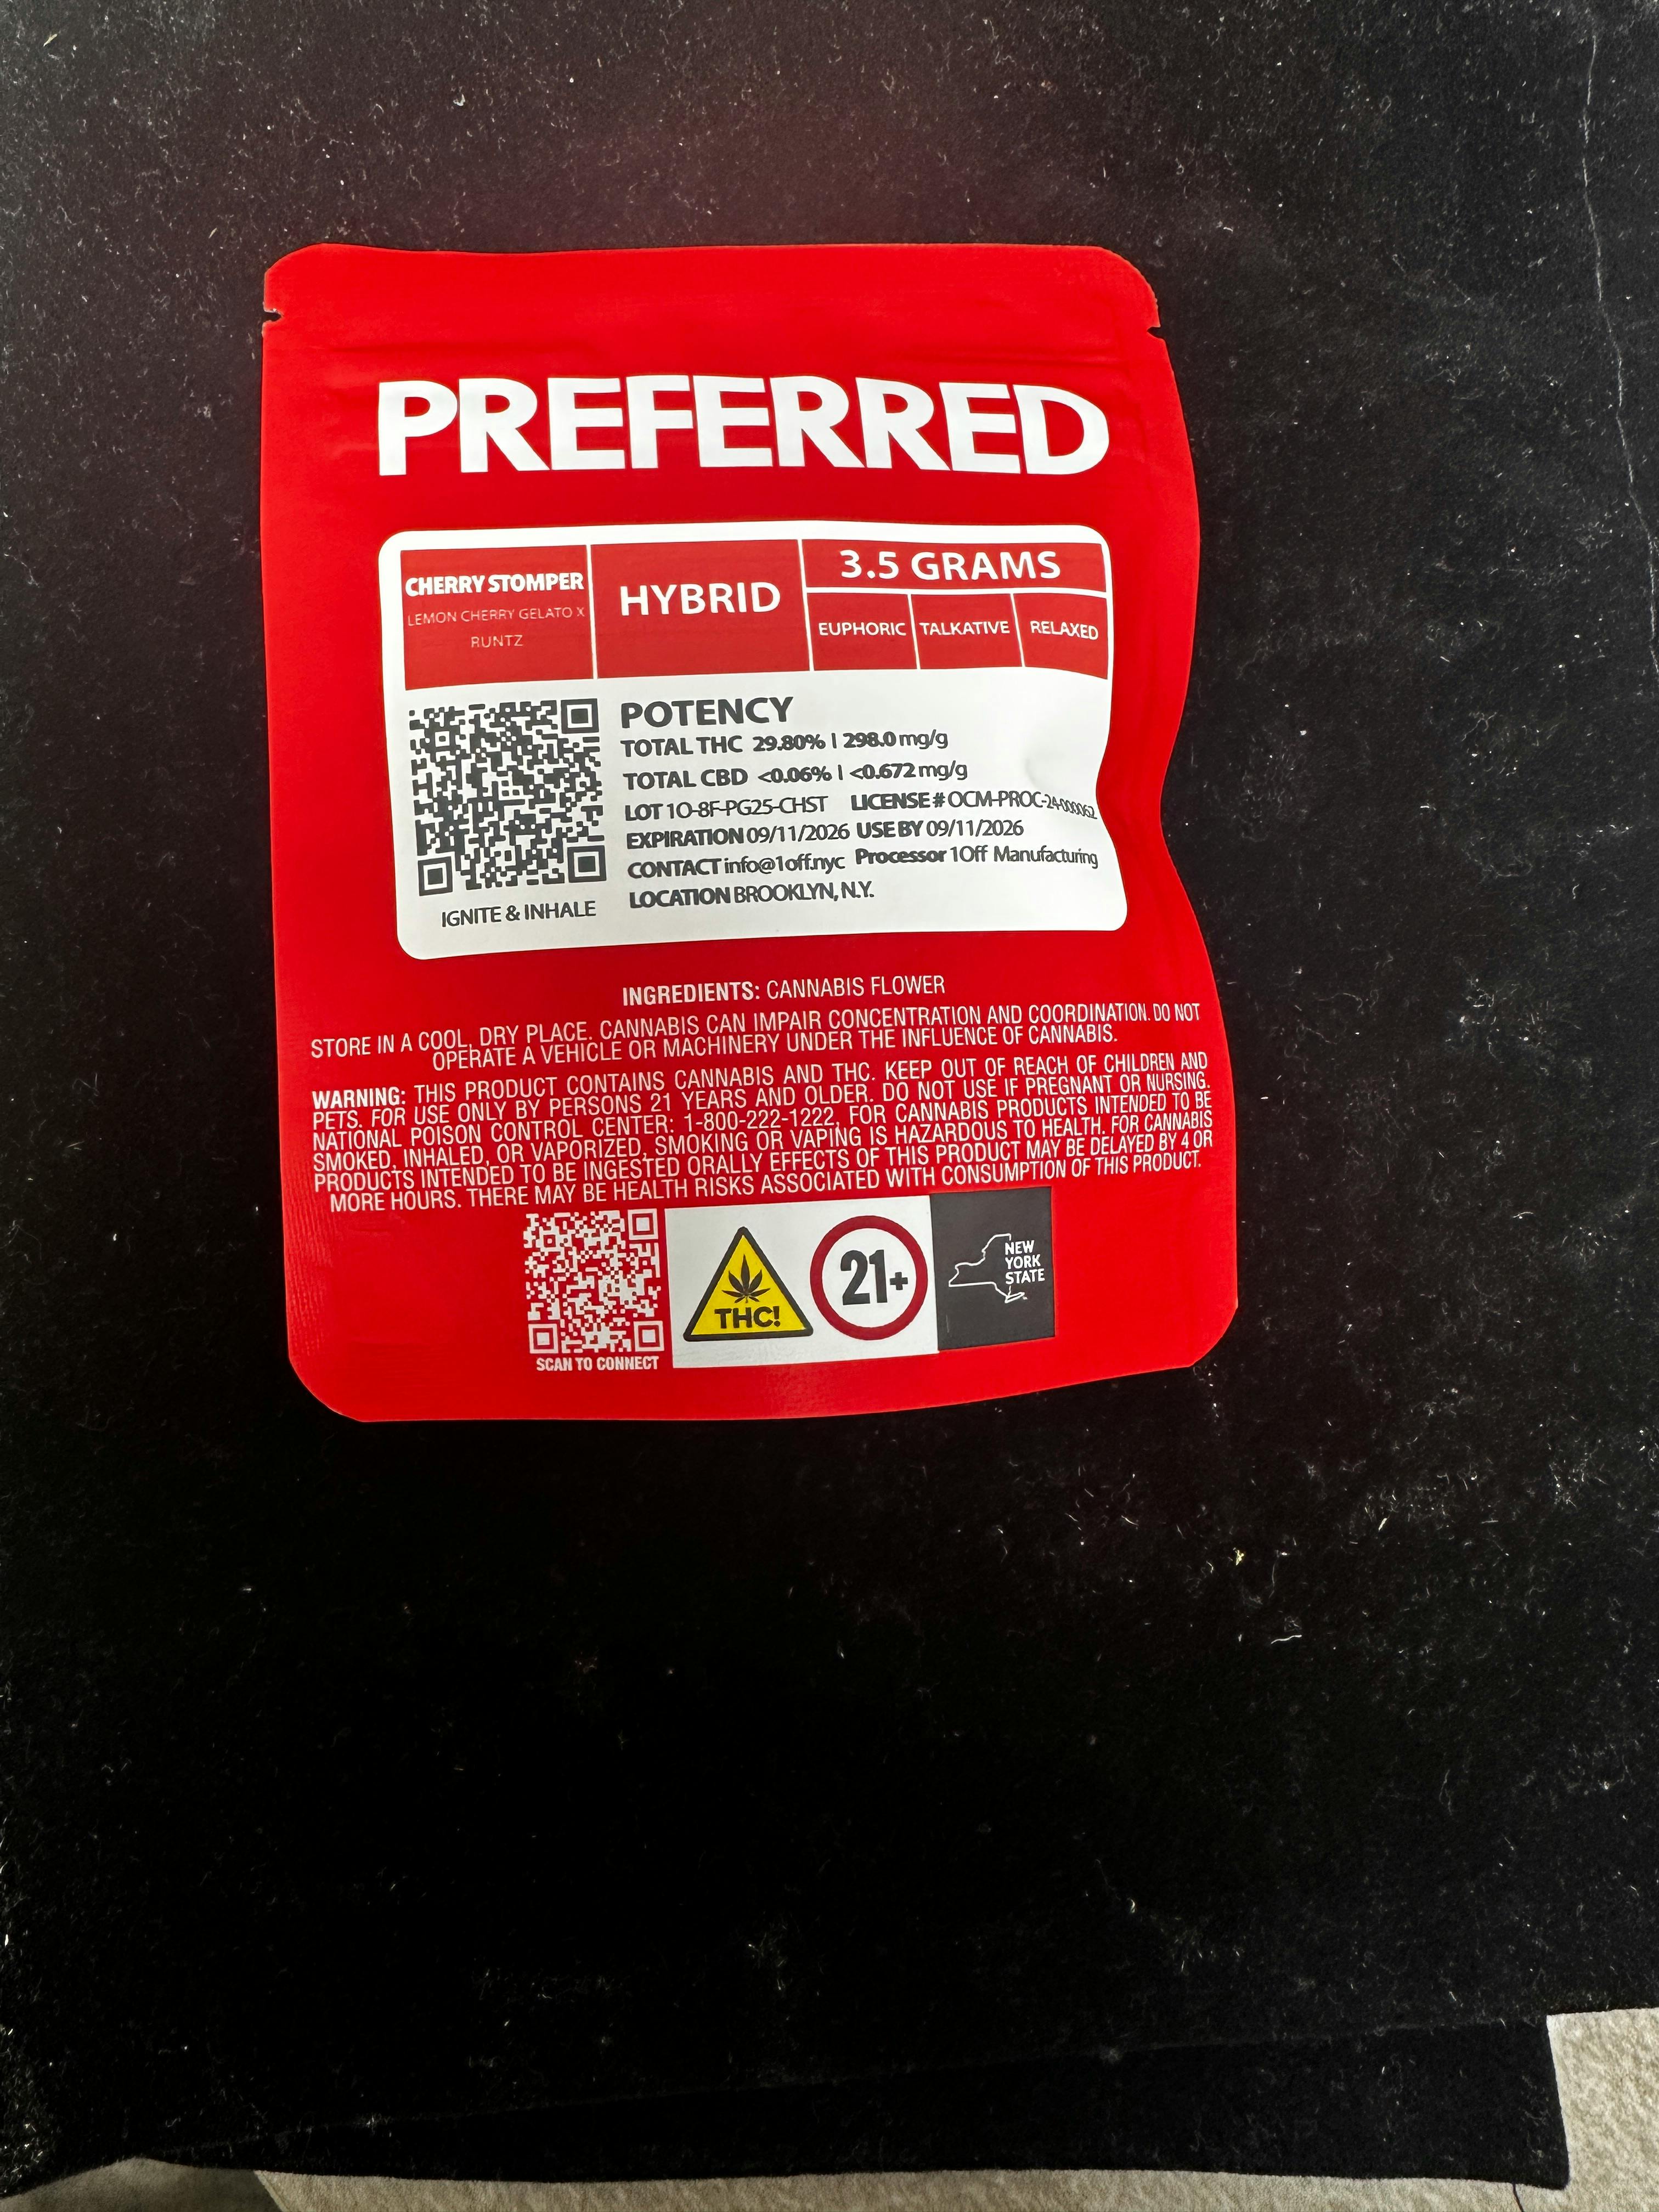 PREFERRED
CHERRY STOMPER
LEMON CHERRY GELATO X
RUNTZ
HYBRID
3.5 GRAMS
EUPHORIC TALKATIVE RELAXED
POTENCY
TOTAL THC 29.80% | 298.0 mg/g
TOTAL CBD <0.06% | <0.672 mg/g
LOT 1O-8F-PG25-CHST LICENSE # OCM-PROC-24-000062
EXPIRATION 09/11/2026 USE BY 09/11/2026
CONTACT info@1off.nyc Processor 1Off Manufacturing
LOCATION BROOKLYN, N.Y.
IGNITE & INHALE
INGREDIENTS: CANNABIS FLOWER
STORE IN A COOL, DRY PLACE. CANNABIS CAN IMPAIR CONCENTRATION AND COORDINATION. DO NOT
OPERATE A VEHICLE OR MACHINERY UNDER THE INFLUENCE OF CANNABIS.
WARNING: THIS PRODUCT CONTAINS CANNABIS AND THC. KEEP OUT OF REACH OF CHILDREN AND
PETS. FOR USE ONLY BY PERSONS 21 YEARS AND OLDER. DO NOT USE IF PREGNANT OR NURSING.
NATIONAL POISON CONTROL CENTER: 1-800-222-1222, FOR CANNABIS PRODUCTS INTENDED TO BE
SMOKED, INHALED, OR VAPORIZED, SMOKING OR VAPING IS HAZARDOUS TO HEALTH. FOR CANNABIS
PRODUCTS INTENDED TO BE INGESTED ORALLY EFFECTS OF THIS PRODUCT MAY BE DELAYED BY 4 OR
MORE HOURS. THERE MAY BE HEALTH RISKS ASSOCIATED WITH CONSUMPTION OF THIS PRODUCT.
SCAN TO CONNECT
THC!
21+
NEW
YORK
STATE